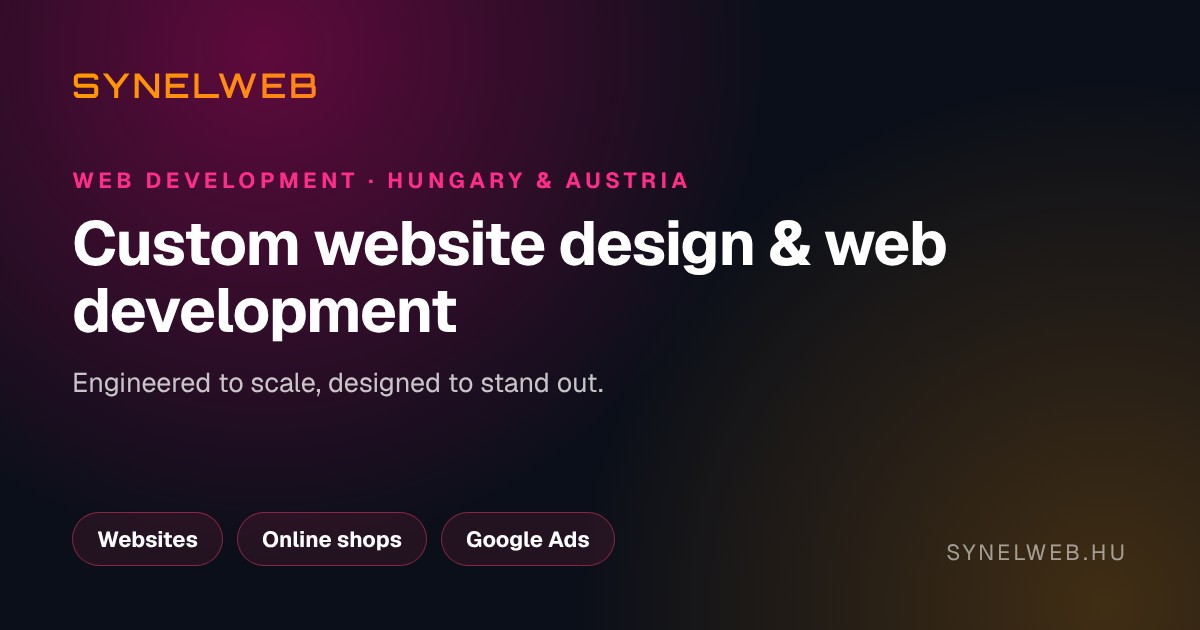 SYNELWEB
WEB DEVELOPMENT · HUNGARY & AUSTRIA
Custom website design & web
development
Engineered to scale, designed to stand out.
Websites
Online shops
Google Ads
SYNELWEB.HU